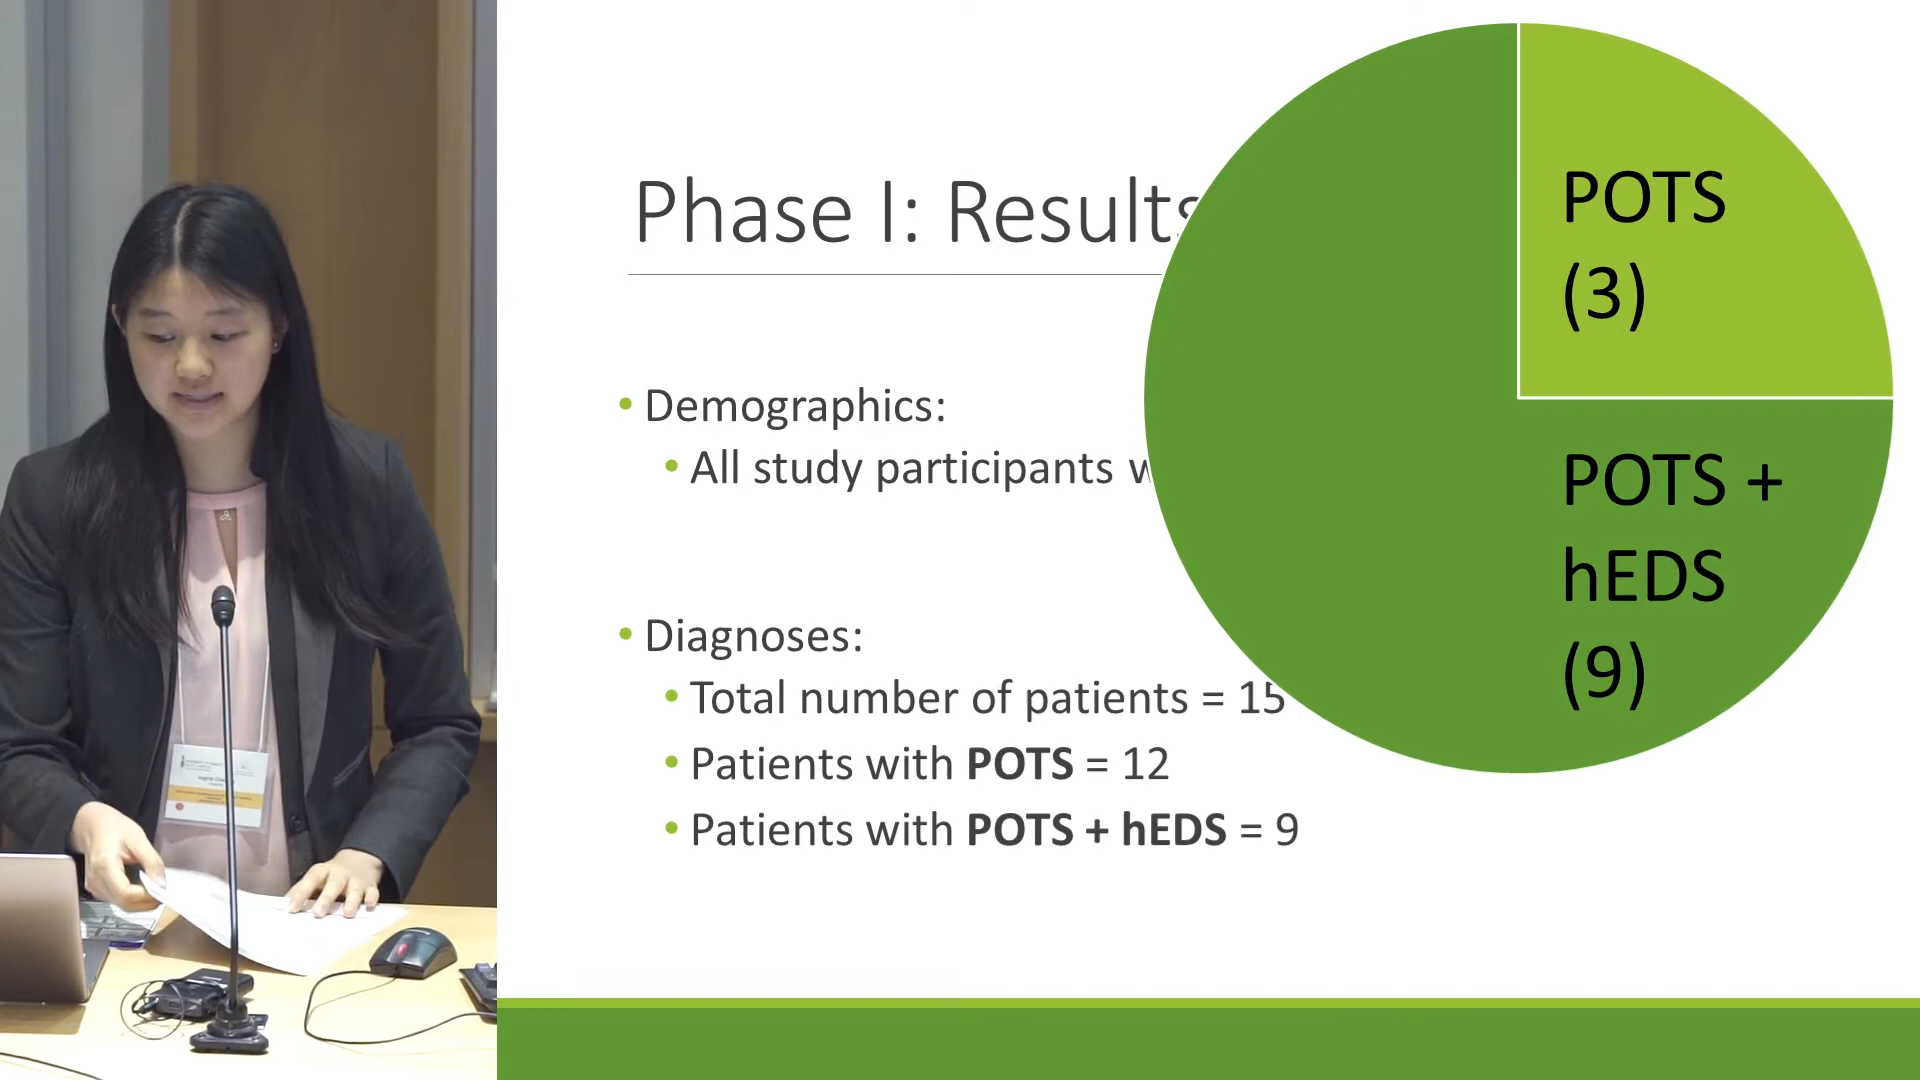 Phase I: Results
Demographics:
All study participants w
Diagnoses:
Total number of patients = 15
Patients with POTS = 12
Patients with POTS + hEDS = 9
POTS
(3)
POTS +
hEDS
(9)